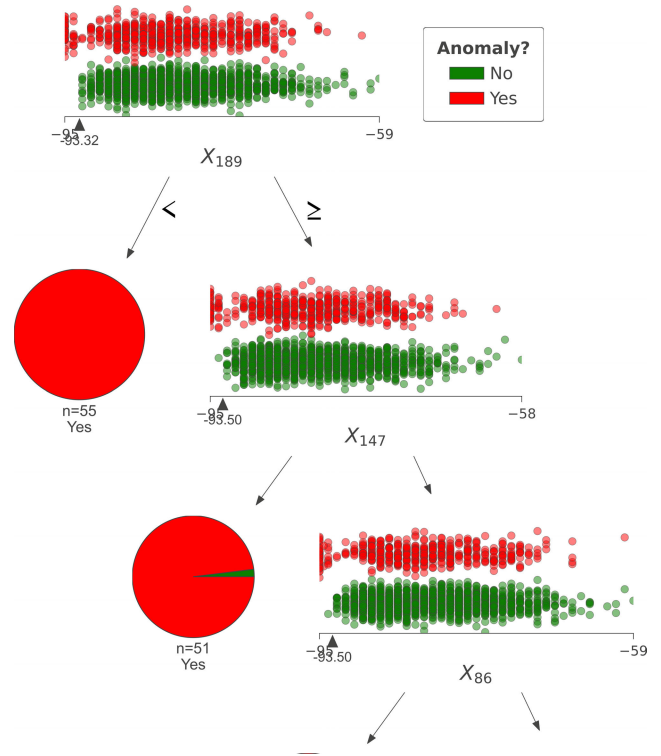 Anomaly?
No
Yes
−95
-93.32
−59
X189
<
≥
n=55
Yes
−95
-93.50
−58
X147
n=51
Yes
−95
-93.50
−59
X86